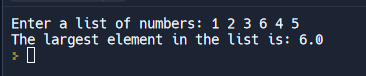 Enter a list of numbers: 1 2 3 6 4 5
The largest element in the list is: 6.0
>